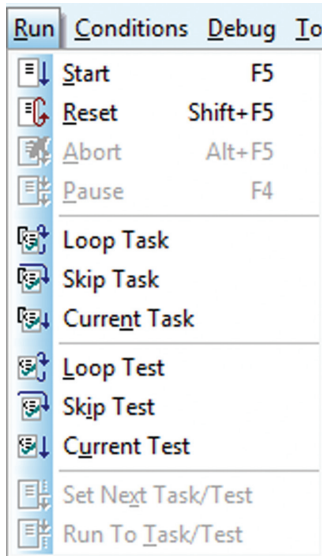 Run Conditions Debug To
Start F5
Reset Shift+F5
Abort Alt+F5
Pause F4
Loop Task
Skip Task
Current Task
Loop Test
Skip Test
Current Test
Set Next Task/Test
Run To Task/Test